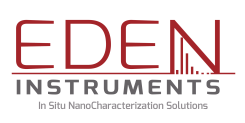 EDEN
INSTRUMENTS
In Situ NanoCharacterization Solutions